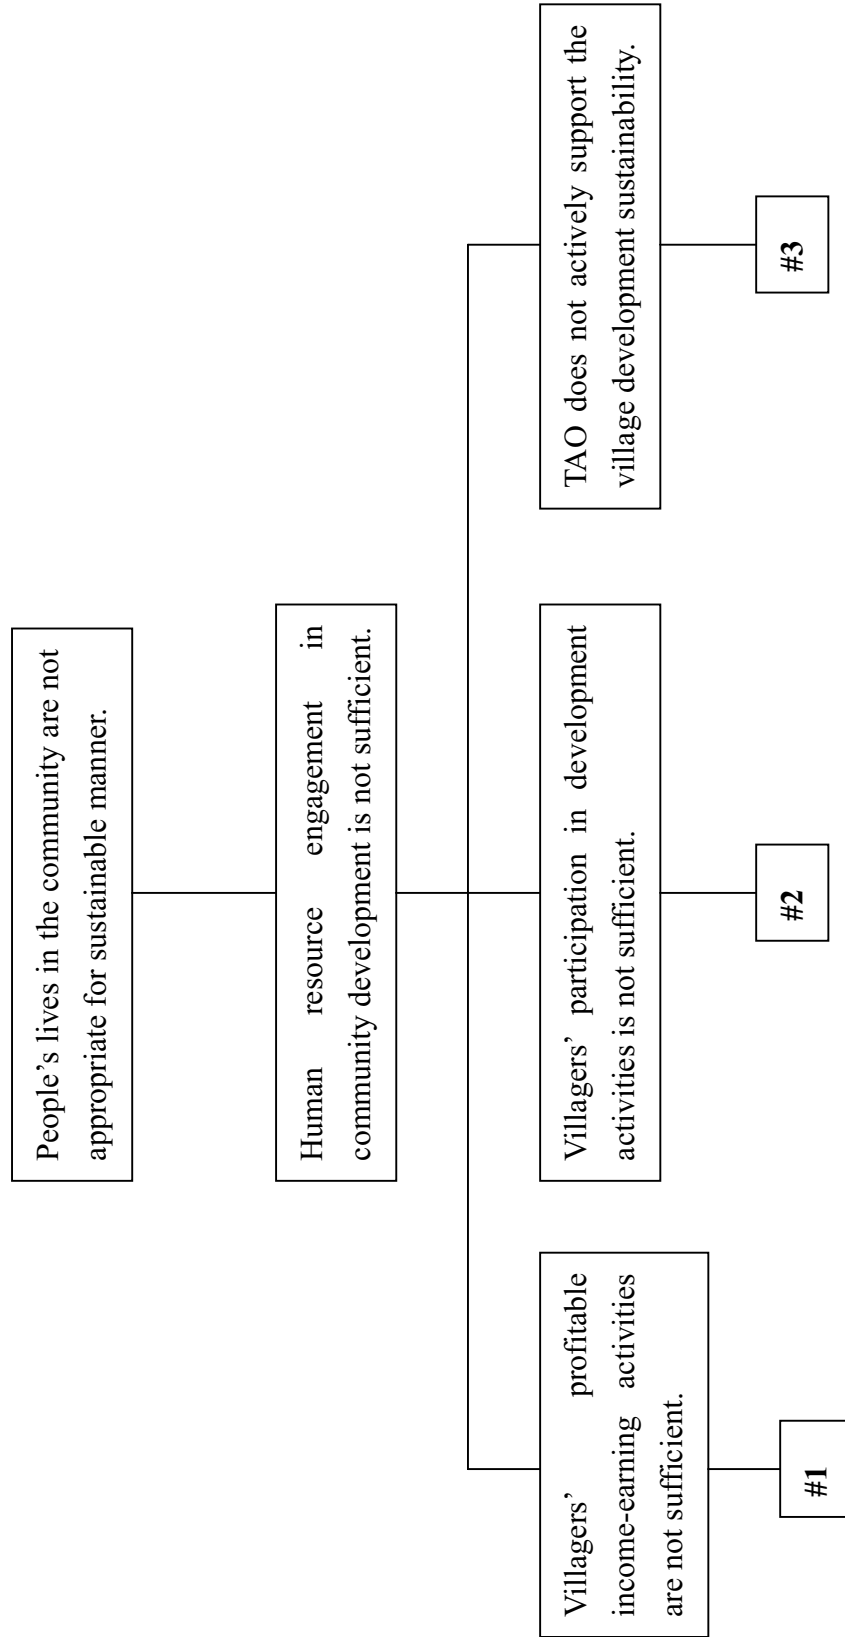 People’s lives in the community are not
appropriate for sustainable manner.
Human resource engagement in
community development is not sufficient.
Villagers’ profitable
income-earning activities
are not sufficient.
Villagers’ participation in development
activities is not sufficient.
TAO does not actively support the
village development sustainability.
#1
#2
#3